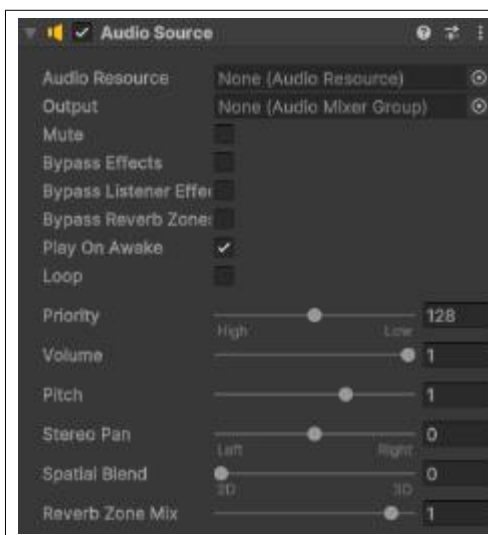 Audio Source
Audio Resource None (Audio Resource)
Output None (Audio Mixer Group)
Mute
Bypass Effects
Bypass Listener Effe
Bypass Reverb Zone
Play On Awake
Loop
Priority 128
High Low
Volume 1
Pitch 1
Stereo Pan 0
Left Right
Spatial Blend 0
2D 3D
Reverb Zone Mix 1